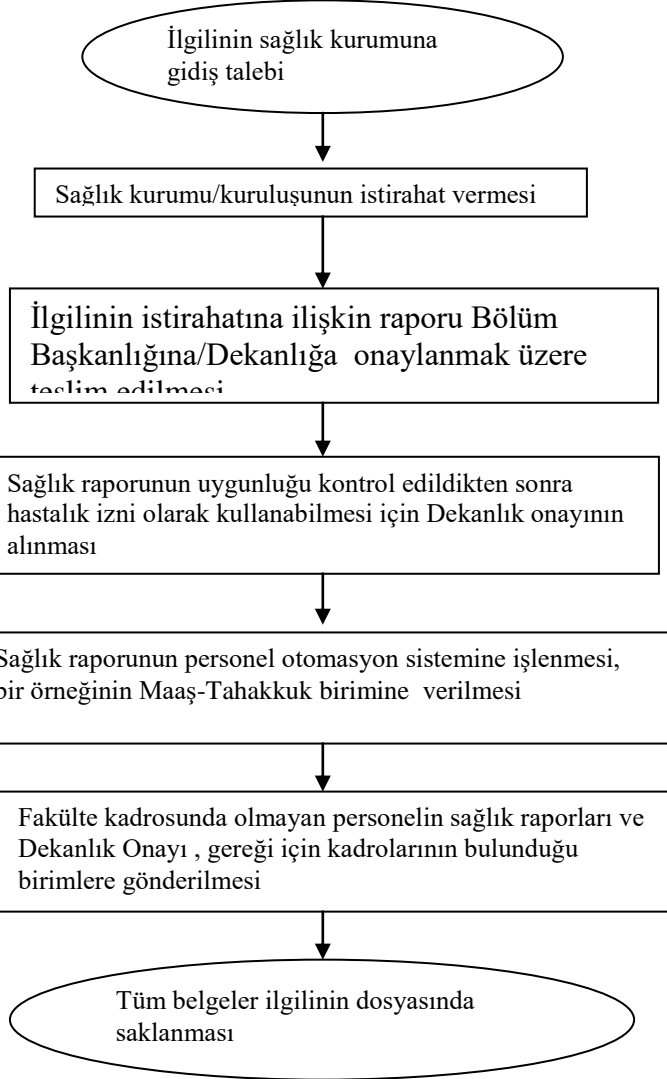 İlgilinin sağlık kurumuna
gidiş talebi
Sağlık kurumu/kuruluşunun istirahat vermesi
İlgilinin istirahatına ilişkin raporu Bölüm
Başkanlığına/Dekanlığa onaylanmak üzere
teslim edilmesi
Sağlık raporunun uygunluğu kontrol edildikten sonra
hastalık izni olarak kullanabilmesi için Dekanlık onayının
alınması
Sağlık raporunun personel otomasyon sistemine işlenmesi,
bir örneğinin Maaş-Tahakkuk birimine verilmesi
Fakülte kadrosunda olmayan personelin sağlık raporları ve
Dekanlık Onayı , gereği için kadrolarının bulunduğu
birimlere gönderilmesi
Tüm belgeler ilgilinin dosyasında
saklanması